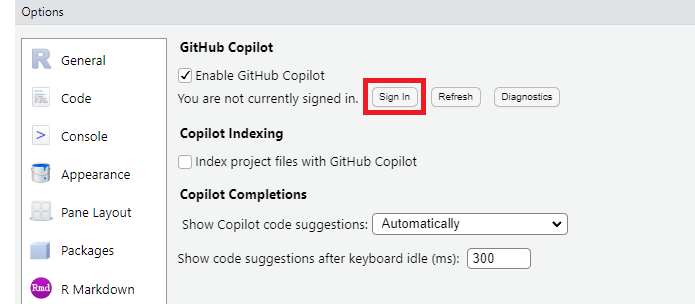 Options
General
Code
Console
Appearance
Pane Layout
Packages
Rmd R Markdown
GitHub Copilot
Enable GitHub Copilot
You are not currently signed in. Sign In Refresh Diagnostics
Copilot Indexing
Index project files with GitHub Copilot
Copilot Completions
Show Copilot code suggestions: Automatically
Show code suggestions after keyboard idle (ms): 300